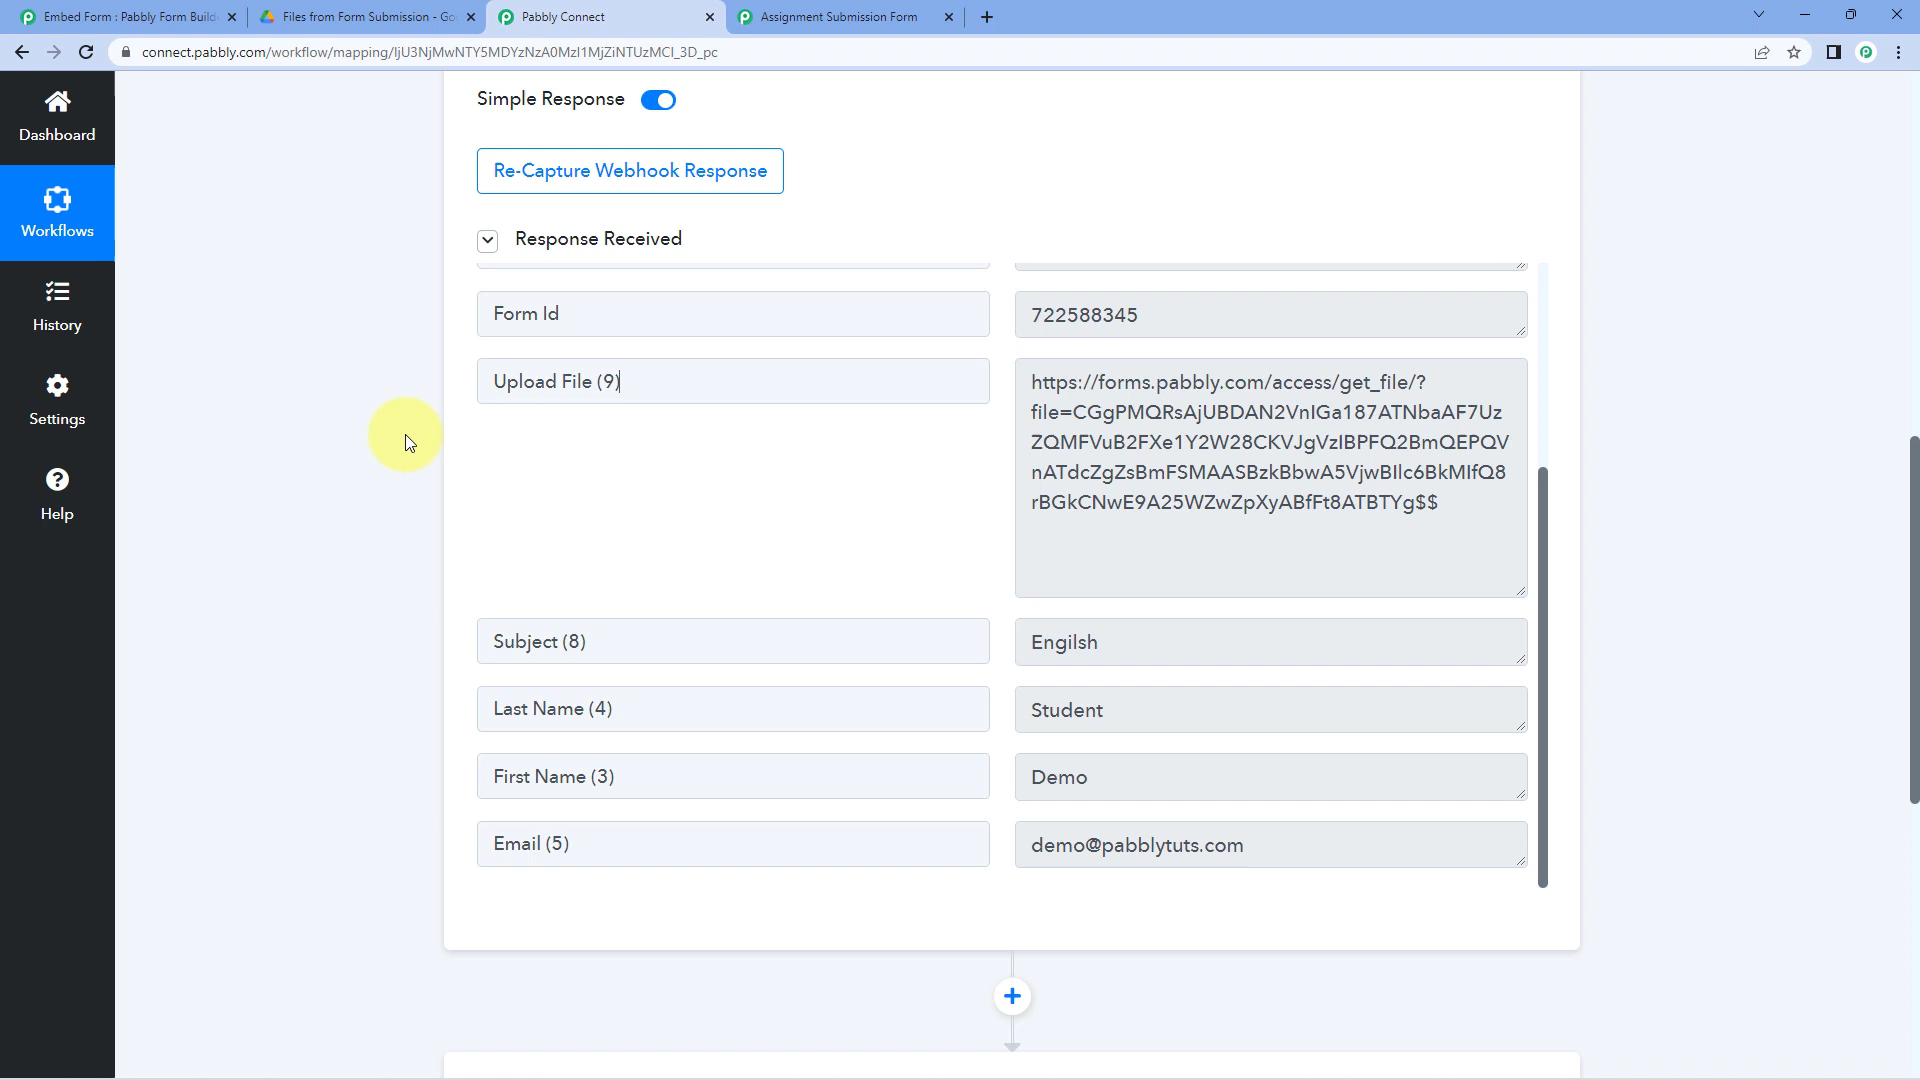 Embed Form : Pabbly Form Build
Files from Form Submission - Go
Pabbly Connect
Assignment Submission Form
connect.pabbly.com/workflow/mapping/IjU3NjMwNTY5MDYzNzA0MzI1MjZiNTUzMCI_3D_pc
Dashboard
Workflows
History
Settings
Help
Simple Response
Re-Capture Webhook Response
Response Received
Form Id
722588345
Upload File (9)
https://forms.pabbly.com/access/get_file/?
file=CGgPMQRsAjUBDAN2VnIGa187ATNbaAF7Uz
ZQMFVuB2FXe1Y2W28CKVJgVzIBPFQ2BmQEPQV
nATdcZgZsBmFSMAASBzkBbwA5VjwBIlc6BkMIfQ8
rBGkCNwE9A25WZwZpXyABfFt8ATBTYg$$
Subject (8)
Engilsh
Last Name (4)
Student
First Name (3)
Demo
Email (5)
demo@pabblytuts.com